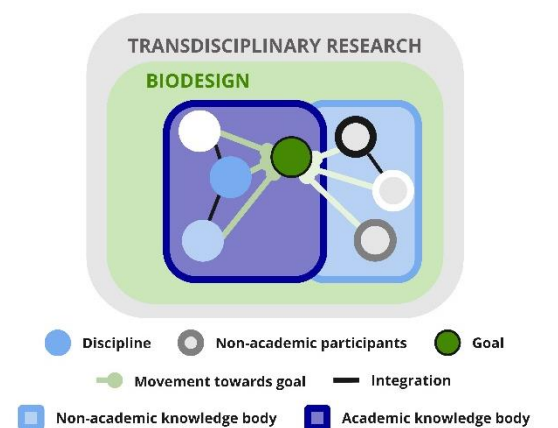 TRANSDISCIPLINARY RESEARCH
BIODESIGN
Discipline Non-academic participants Goal
Movement towards goal Integration
Non-academic knowledge body Academic knowledge body